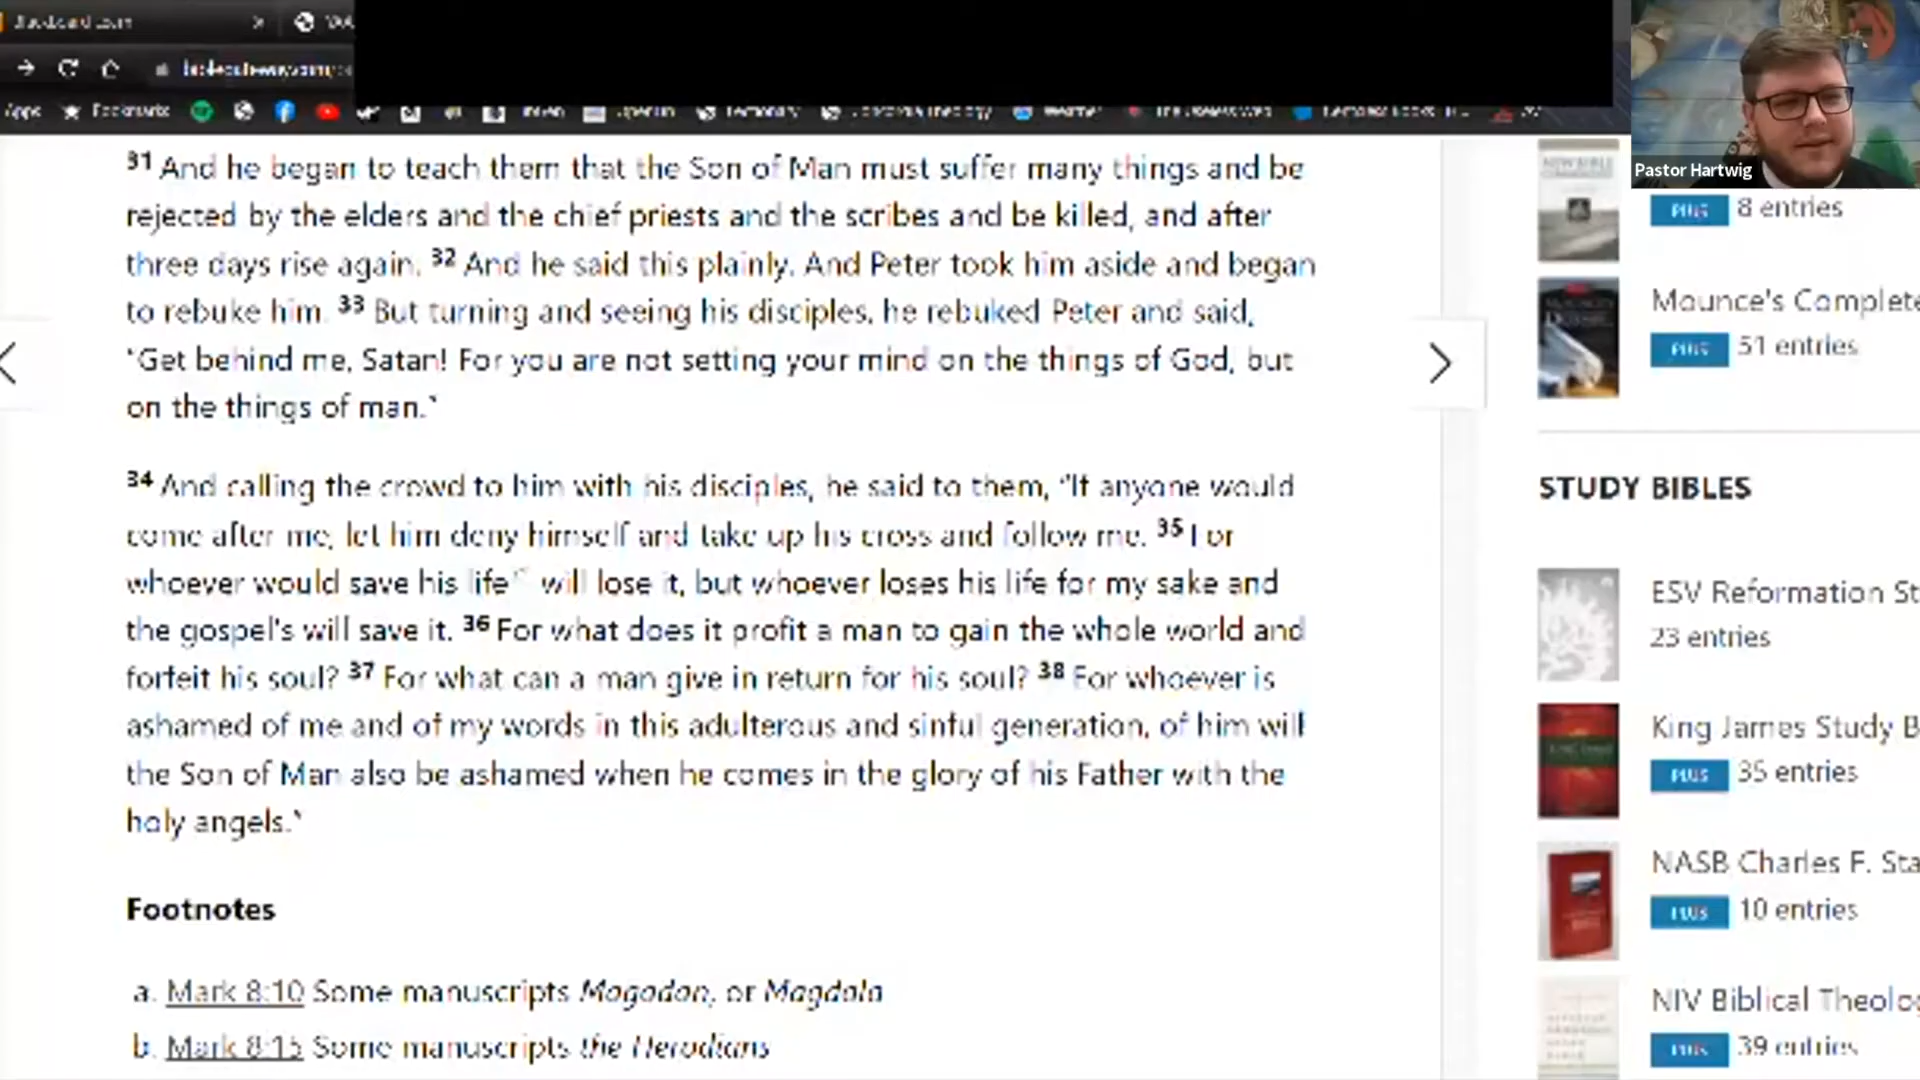 Apps Bookmarks Lectionary Concordia Theology Weather
Pastor Hartwig
31 And he began to teach them that the Son of Man must suffer many things and be
rejected by the elders and the chief priests and the scribes and be killed, and after
three days rise again. 32 And he said this plainly. And Peter took him aside and began
to rebuke him. 33 But turning and seeing his disciples, he rebuked Peter and said,
"Get behind me, Satan! For you are not setting your mind on the things of God, but
on the things of man."
34 And calling the crowd to him with his disciples, he said to them, "If anyone would
come after me, let him deny himself and take up his cross and follow me. 35 For
whoever would save his life will lose it, but whoever loses his life for my sake and
the gospel's will save it. 36 For what does it profit a man to gain the whole world and
forfeit his soul? 37 For what can a man give in return for his soul? 38 For whoever is
ashamed of me and of my words in this adulterous and sinful generation, of him will
the Son of Man also be ashamed when he comes in the glory of his Father with the
holy angels."
Footnotes
a. Mark 8:10 Some manuscripts Magadan, or Magdala
b. Mark 8:15 Some manuscripts the Herodians
PLUS 8 entries
Mounce's Complete
PLUS 51 entries
STUDY BIBLES
ESV Reformation St
23 entries
King James Study B
PLUS 35 entries
NASB Charles F. Sta
PLUS 10 entries
NIV Biblical Theolog
PLUS 39 entries